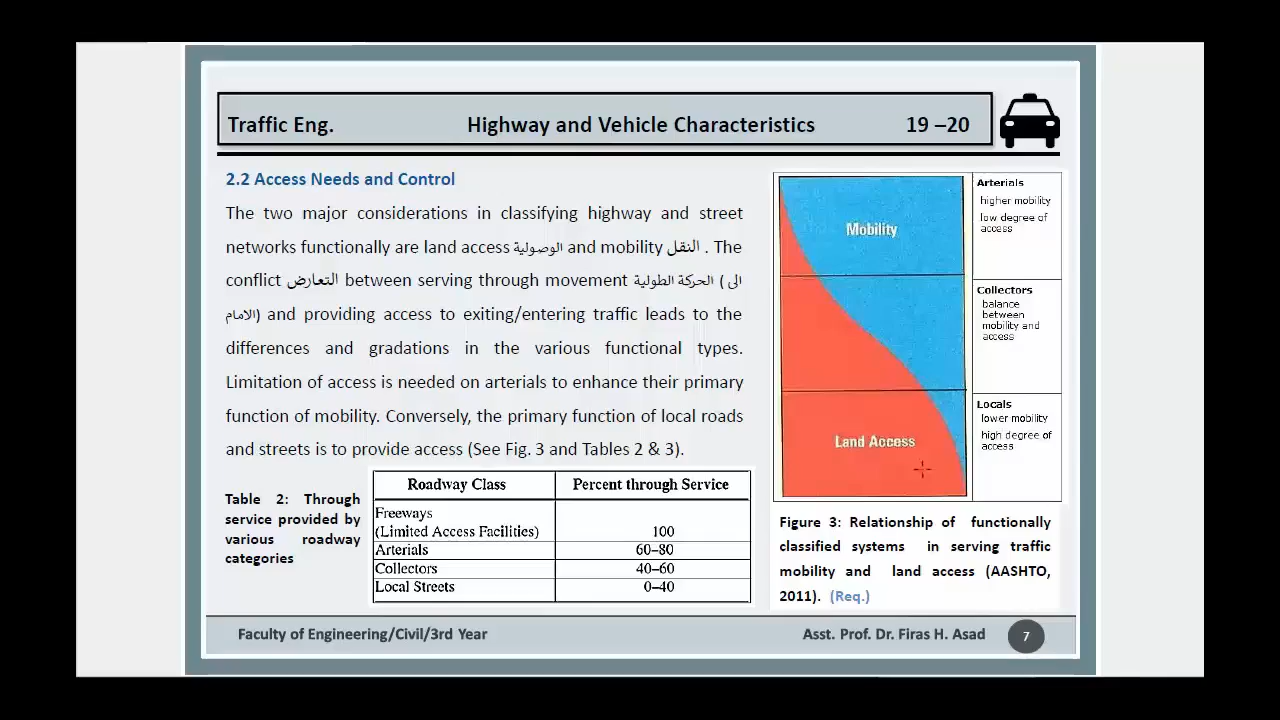 Traffic Eng. Highway and Vehicle Characteristics 19 –20
2.2 Access Needs and Control
The two major considerations in classifying highway and street
networks functionally are land access الوصولية and mobility النقل . The
conflict التعارض between serving through movement الحركة الطولية ( الى
الامام) and providing access to exiting/entering traffic leads to the
differences and gradations in the various functional types.
Limitation of access is needed on arterials to enhance their primary
function of mobility. Conversely, the primary function of local roads
and streets is to provide access (See Fig. 3 and Tables 2 & 3).
Table 2: Through
service provided by
various roadway
categories
Roadway Class Percent through Service
Freeways
(Limited Access Facilities) 100
Arterials 60–80
Collectors 40–60
Local Streets 0–40
Mobility
Land Access
Arterials
higher mobility
low degree of
access
Collectors
balance
between
mobility and
access
Locals
lower mobility
high degree of
access
Figure 3: Relationship of functionally
classified systems in serving traffic
mobility and land access (AASHTO,
2011). (Req.)
Faculty of Engineering/Civil/3rd Year Asst. Prof. Dr. Firas H. Asad 7